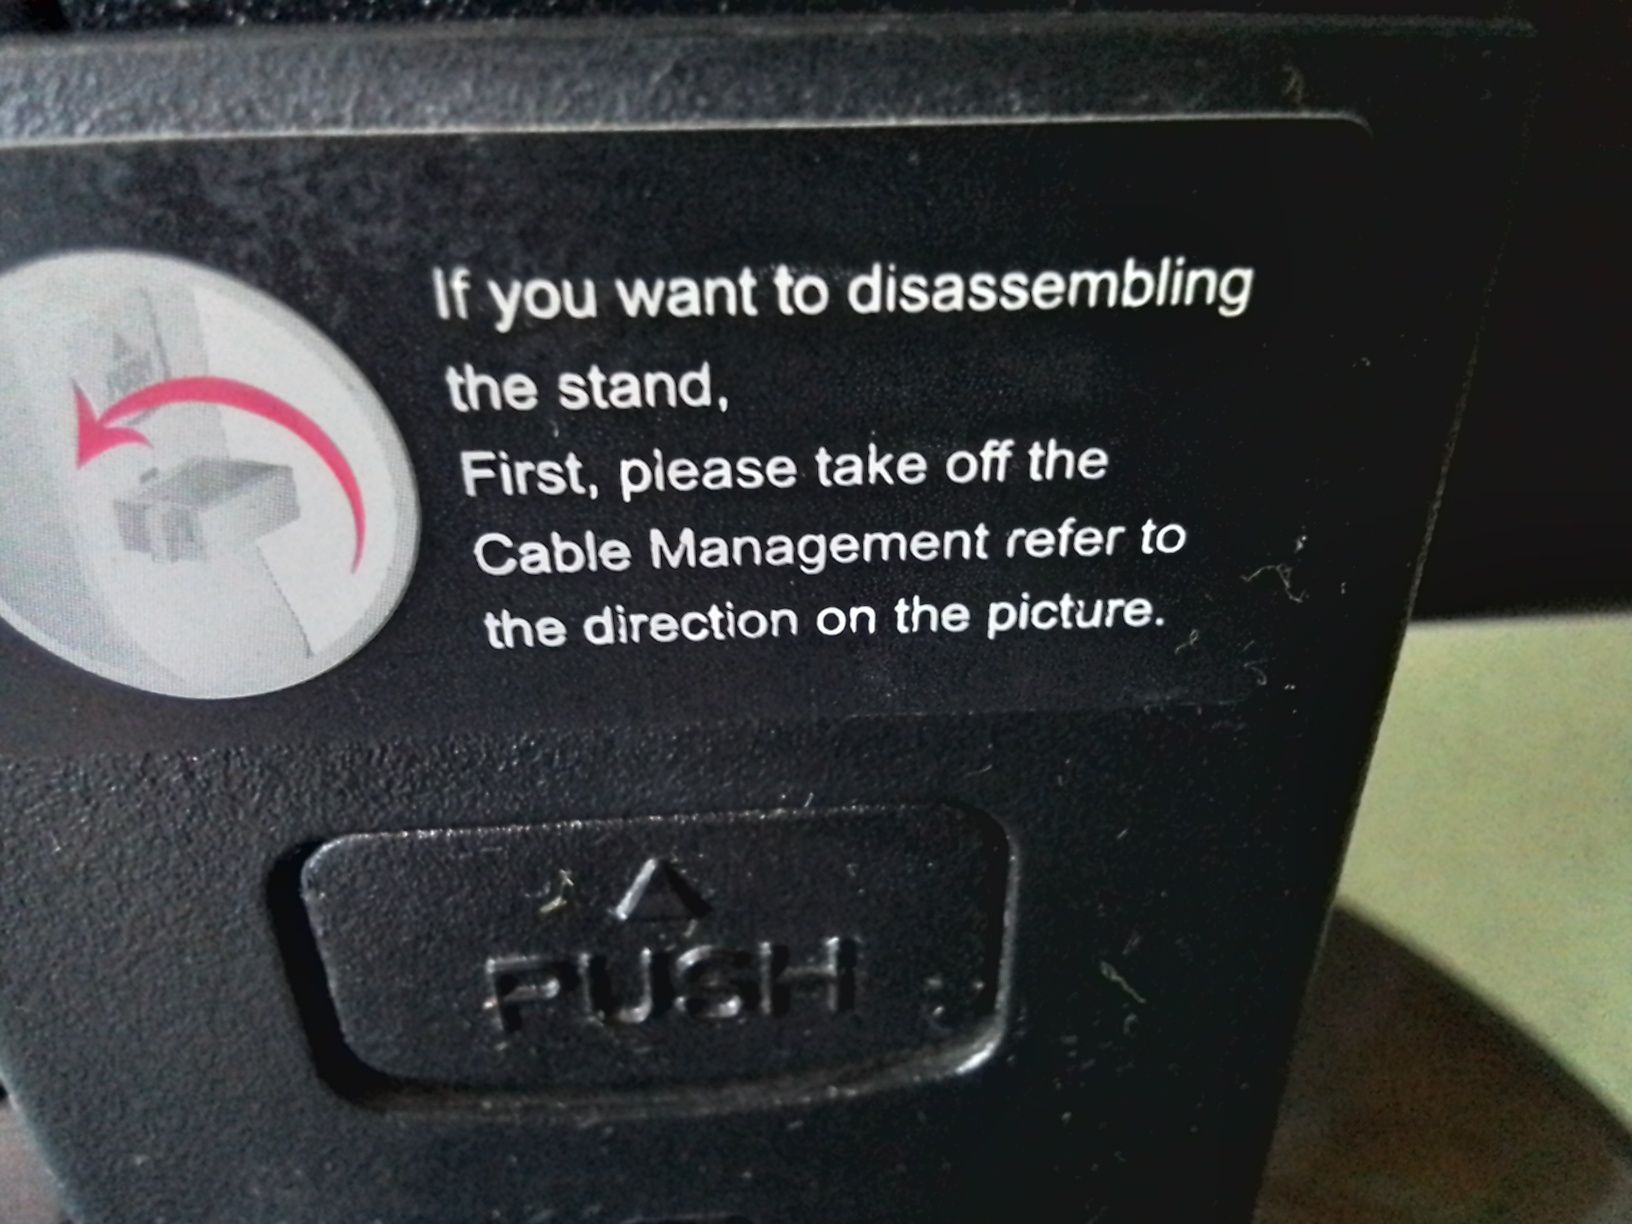 If you want to disassembling
the stand,
First, please take off the
Cable Management refer to
the direction on the picture.
PUSH